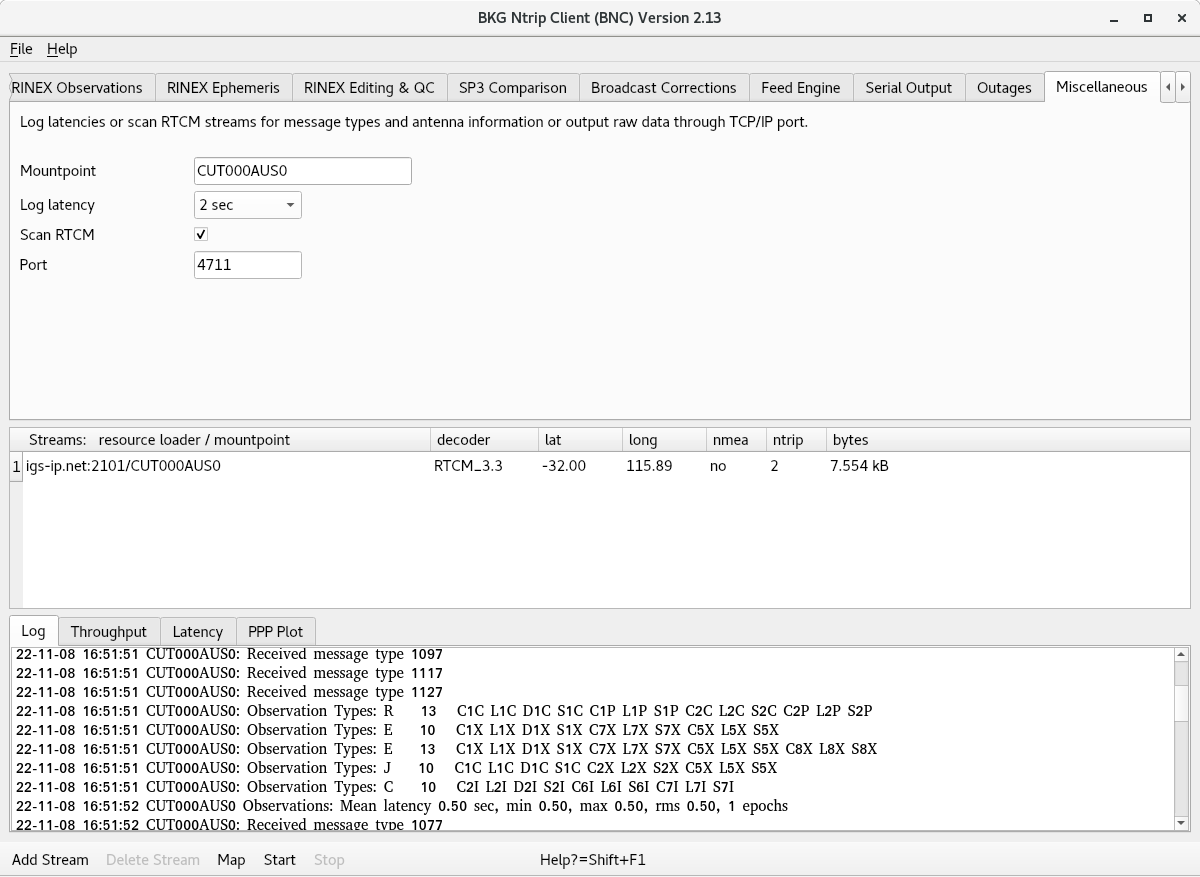 BKG Ntrip Client (BNC) Version 2.13
File Help
RINEX Observations RINEX Ephemeris RINEX Editing & QC SP3 Comparison Broadcast Corrections Feed Engine Serial Output Outages Miscellaneous
Log latencies or scan RTCM streams for message types and antenna information or output raw data through TCP/IP port.
Mountpoint CUT000AUS0
Log latency 2 sec
Scan RTCM
Port 4711
Streams: resource loader / mountpoint decoder lat long nmea ntrip bytes
1 igs-ip.net:2101/CUT000AUS0 RTCM_3.3 -32.00 115.89 no 2 7.554 kB
Log Throughput Latency PPP Plot
22-11-08 16:51:51 CUT000AUS0: Received message type 1097
22-11-08 16:51:51 CUT000AUS0: Received message type 1117
22-11-08 16:51:51 CUT000AUS0: Received message type 1127
22-11-08 16:51:51 CUT000AUS0: Observation Types: R 13 C1C L1C D1C S1C C1P L1P S1P C2C L2C S2C C2P L2P S2P
22-11-08 16:51:51 CUT000AUS0: Observation Types: E 10 C1X L1X D1X S1X C7X L7X S7X C5X L5X S5X
22-11-08 16:51:51 CUT000AUS0: Observation Types: E 13 C1X L1X D1X S1X C7X L7X S7X C5X L5X S5X C8X L8X S8X
22-11-08 16:51:51 CUT000AUS0: Observation Types: J 10 C1C L1C D1C S1C C2X L2X S2X C5X L5X S5X
22-11-08 16:51:51 CUT000AUS0: Observation Types: C 10 C2I L2I D2I S2I C6I L6I S6I C7I L7I S7I
22-11-08 16:51:52 CUT000AUS0 Observations: Mean latency 0.50 sec, min 0.50, max 0.50, rms 0.50, 1 epochs
22-11-08 16:51:52 CUT000AUS0: Received message type 1077
Add Stream Delete Stream Map Start Stop Help?=Shift+F1